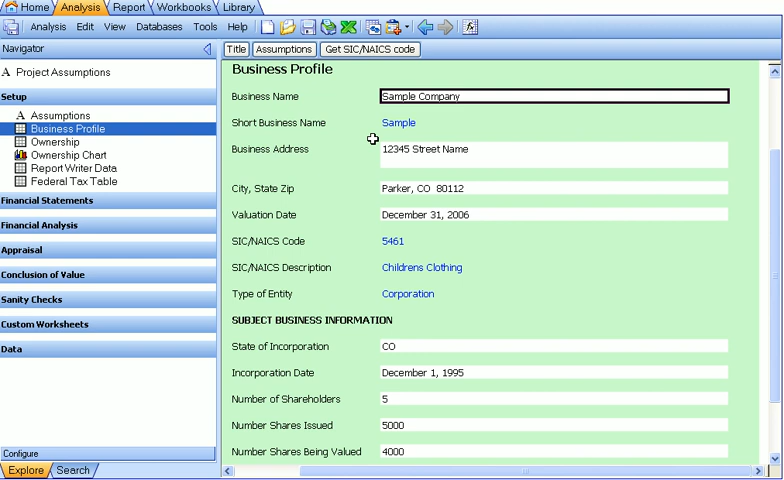 Home Analysis Report Workbooks Library
Analysis Edit View Databases Tools Help
Navigator
Title Assumptions Get SIC/NAICS code
A Project Assumptions
Setup
A Assumptions
Business Profile
Ownership
Ownership Chart
Report Writer Data
Federal Tax Table
Financial Statements
Financial Analysis
Appraisal
Conclusion of Value
Sanity Checks
Custom Worksheets
Data
Configure
Explore Search
Business Profile
Business Name Sample Company
Short Business Name Sample
Business Address 12345 Street Name
City, State Zip Parker, CO 80112
Valuation Date December 31, 2006
SIC/NAICS Code 5461
SIC/NAICS Description Childrens Clothing
Type of Entity Corporation
SUBJECT BUSINESS INFORMATION
State of Incorporation CO
Incorporation Date December 1, 1995
Number of Shareholders 5
Number Shares Issued 5000
Number Shares Being Valued 4000